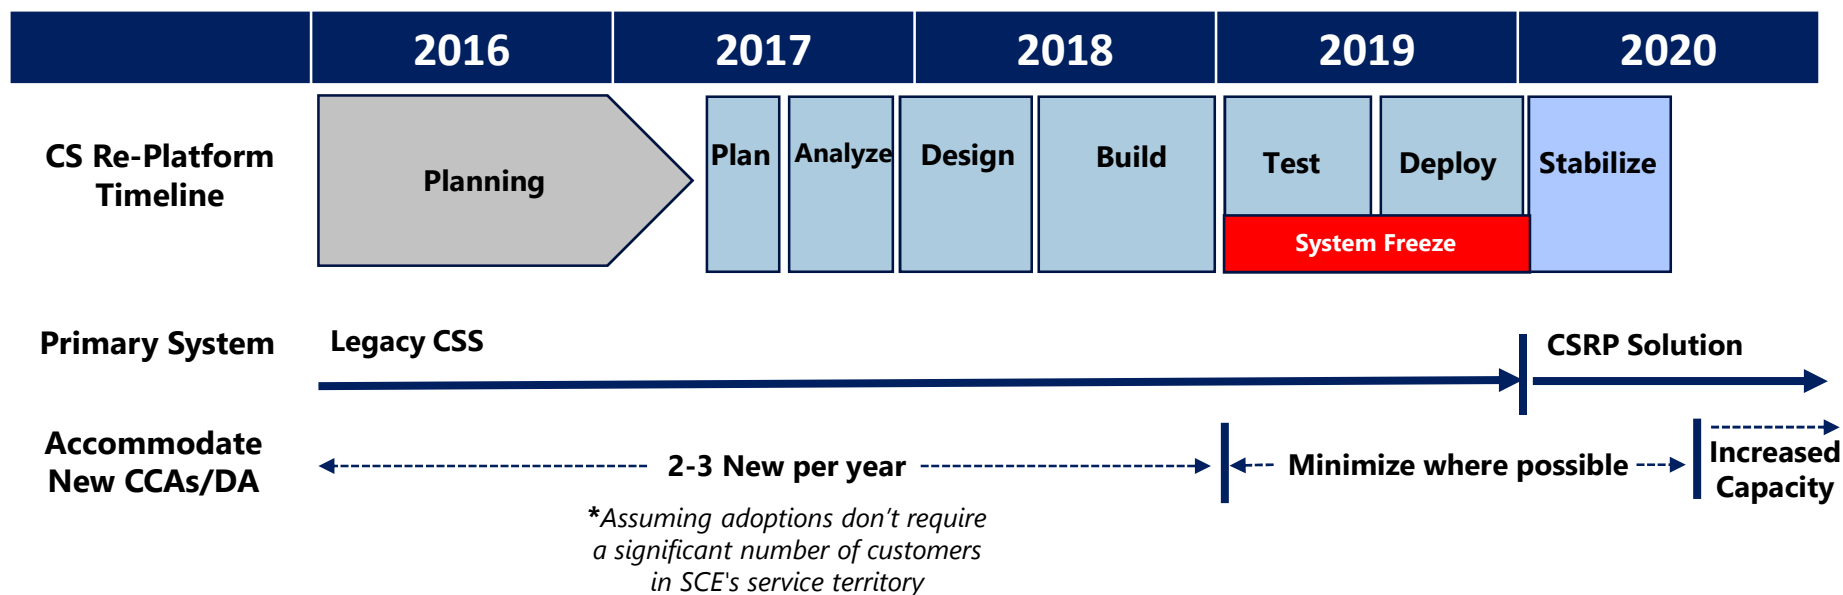 2016 2017 2018 2019 2020
CS Re-Platform
Timeline
Planning
Plan
Analyze
Design
Build
Test
Deploy
Stabilize
System Freeze
Primary System
Legacy CSS
CSRP Solution
Accommodate
New CCAs/DA
2-3 New per year
Minimize where possible
Increased
Capacity
*Assuming adoptions don't require
a significant number of customers
in SCE's service territory